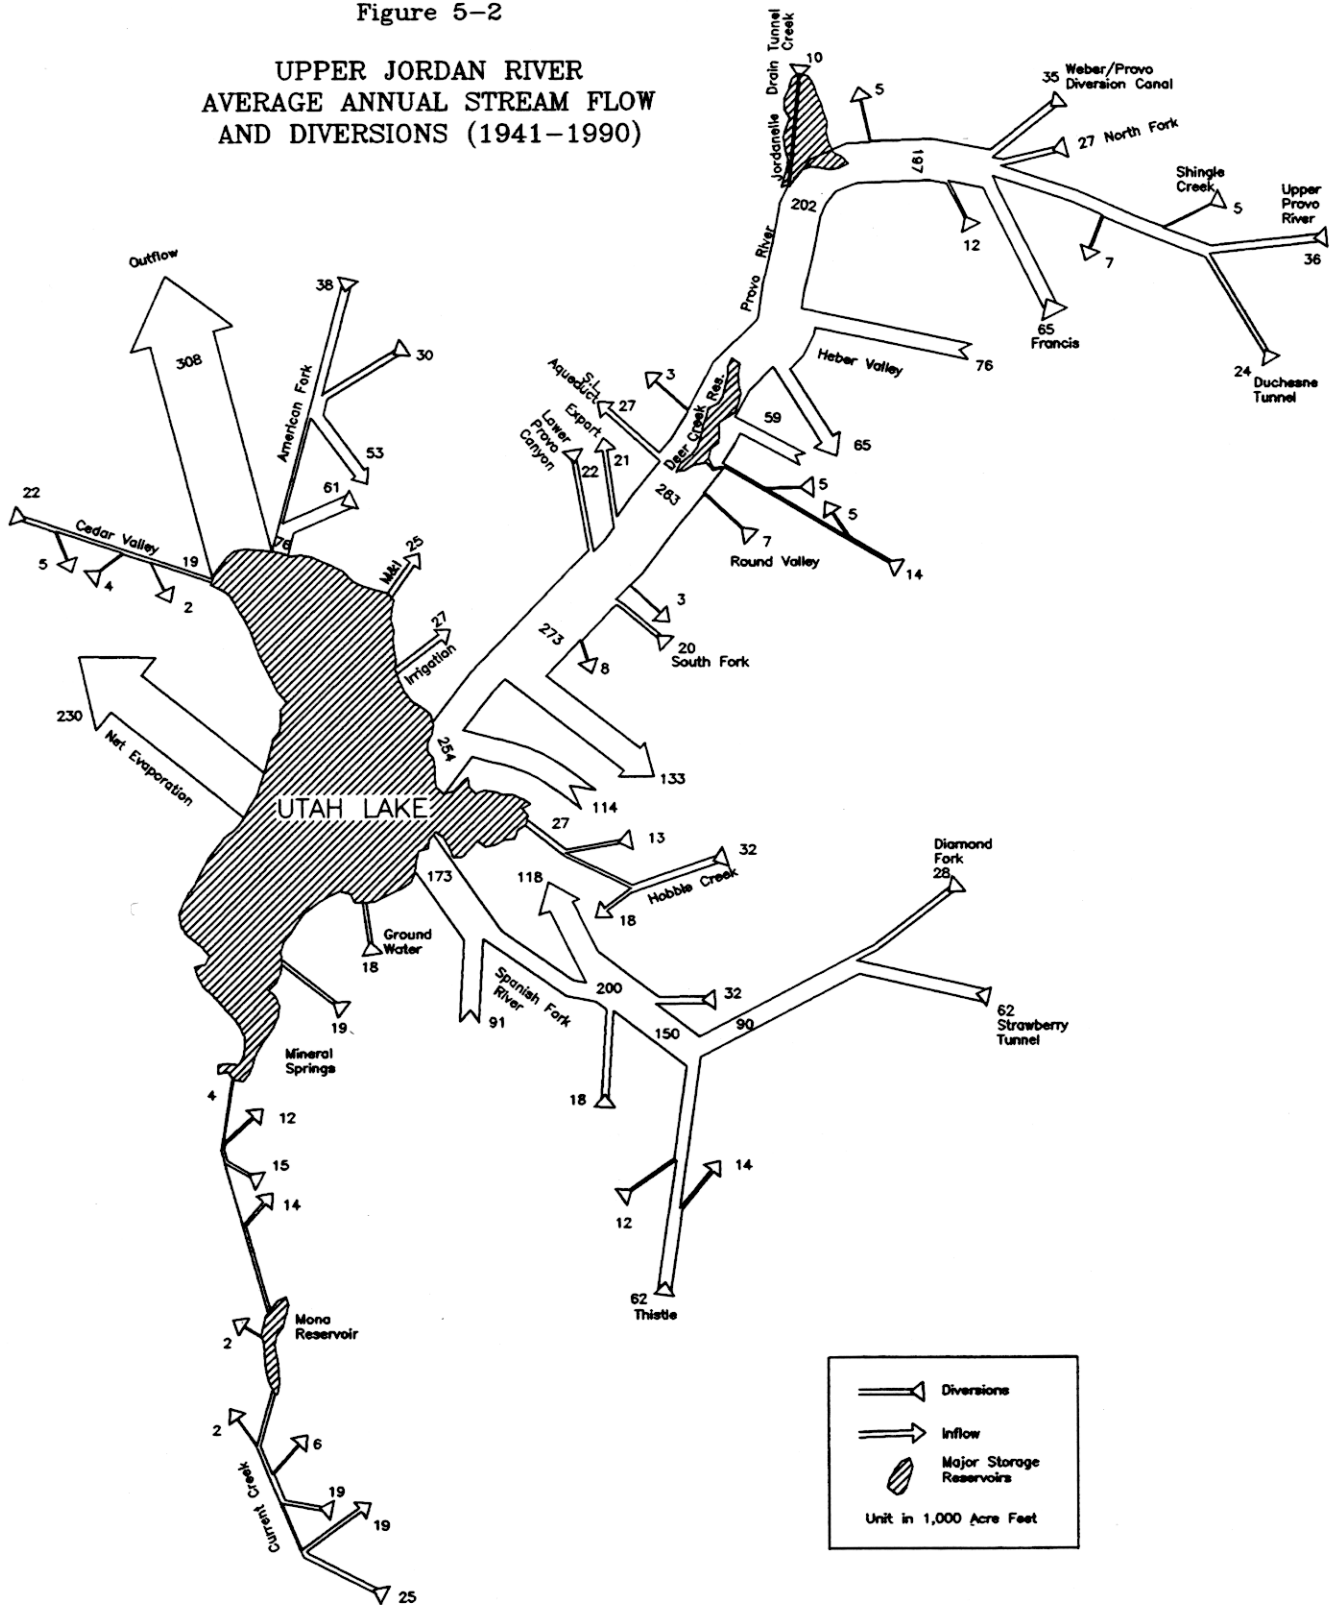 Figure 5-2
UPPER JORDAN RIVER
AVERAGE ANNUAL STREAM FLOW
AND DIVERSIONS (1941-1990)
Jordanelle Drain Tunnel
Creek
10
5
35
Weber/Provo
Diversion Canal
27 North Fork
197
Shingle
Creek
5
Upper
Provo
River
36
202
12
7
65
Francis
24
Duchesne
Tunnel
Provo River
Heber Valley
76
Outflow
308
38
30
American Fork
53
61
76
S.L.
Aqueduct
27
3
Deer Creek Res.
59
65
Export
21
Lower
Provo
Canyon
22
283
5
5
14
7
Round Valley
22
Cedar Valley
19
5
4
2
M&I
25
27
Irrigation
3
20
South Fork
273
8
230
Net Evaporation
254
133
114
UTAH LAKE
27
13
32
Hobble Creek
18
118
173
Diamond
Fork
28
Ground
Water
18
Spanish Fork
River
200
32
150
90
62
Strawberry
Tunnel
91
19
Mineral
Springs
18
4
12
15
14
12
14
62
Thistle
Mona
Reservoir
2
2
6
Current Creek
19
19
25
Diversions
Inflow
Major Storage
Reservoirs
Unit in 1,000 Acre Feet